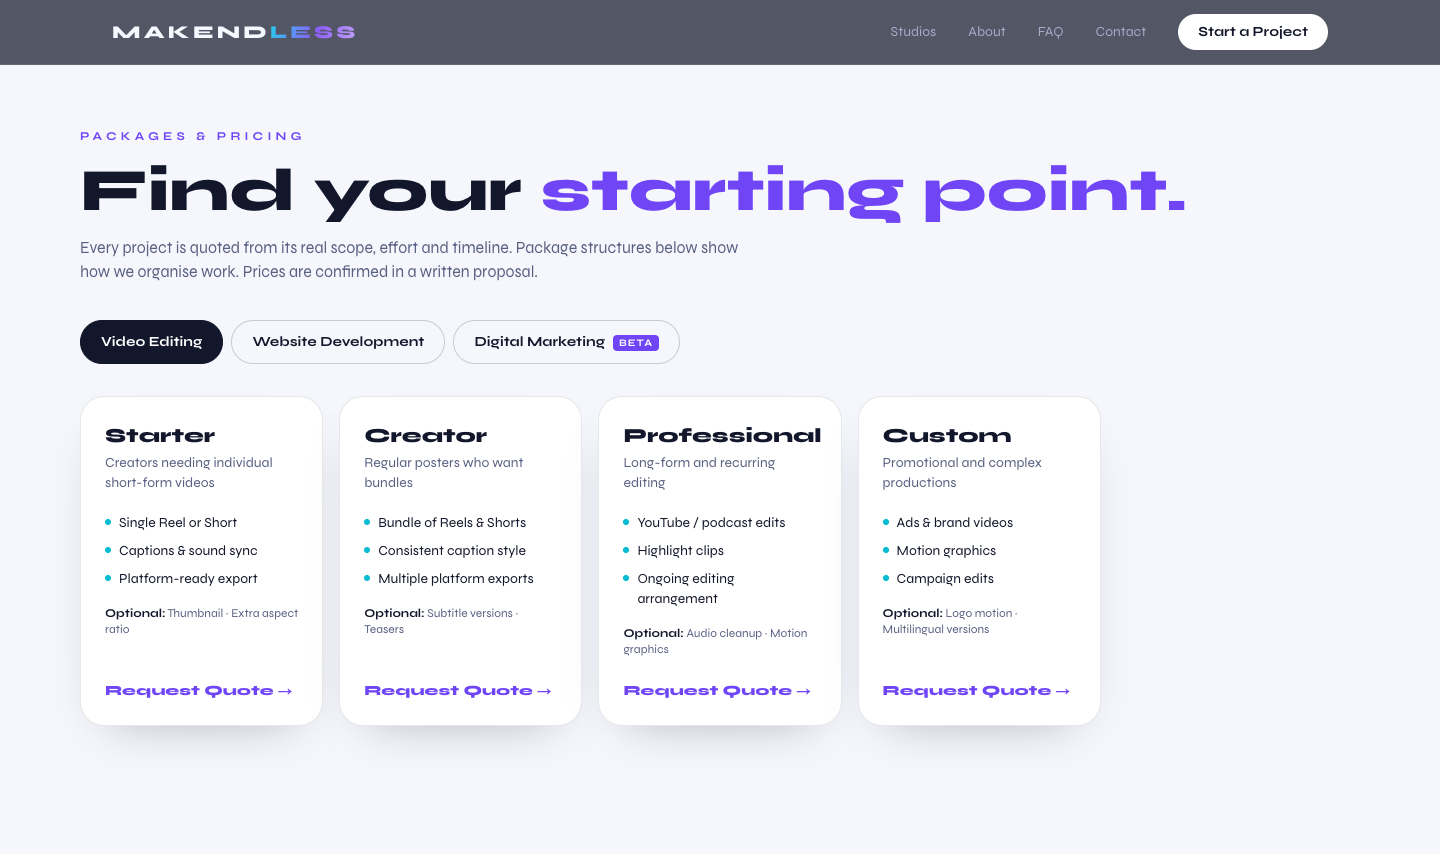 MAKENDLESS
Studios About FAQ Contact Start a Project
PACKAGES & PRICING
Find your starting point.
Every project is quoted from its real scope, effort and timeline. Package structures below show
how we organise work. Prices are confirmed in a written proposal.
Video Editing Website Development Digital Marketing BETA
Starter
Creators needing individual
short-form videos
Single Reel or Short
Captions & sound sync
Platform-ready export
Optional: Thumbnail · Extra aspect
ratio
Request Quote →
Creator
Regular posters who want
bundles
Bundle of Reels & Shorts
Consistent caption style
Multiple platform exports
Optional: Subtitle versions ·
Teasers
Request Quote →
Professional
Long-form and recurring
editing
YouTube / podcast edits
Highlight clips
Ongoing editing
arrangement
Optional: Audio cleanup · Motion
graphics
Request Quote →
Custom
Promotional and complex
productions
Ads & brand videos
Motion graphics
Campaign edits
Optional: Logo motion ·
Multilingual versions
Request Quote →